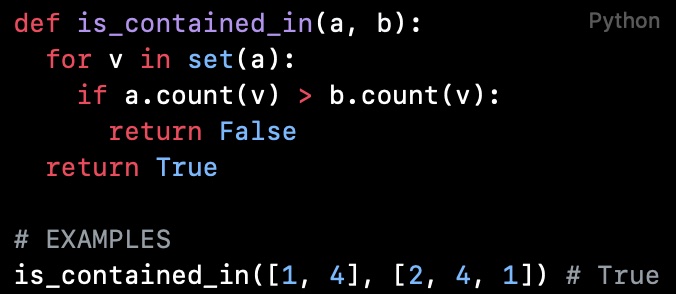 Python
def is_contained_in(a, b):
  for v in set(a):
    if a.count(v) > b.count(v):
      return False
  return True

# EXAMPLES
is_contained_in([1, 4], [2, 4, 1]) # True